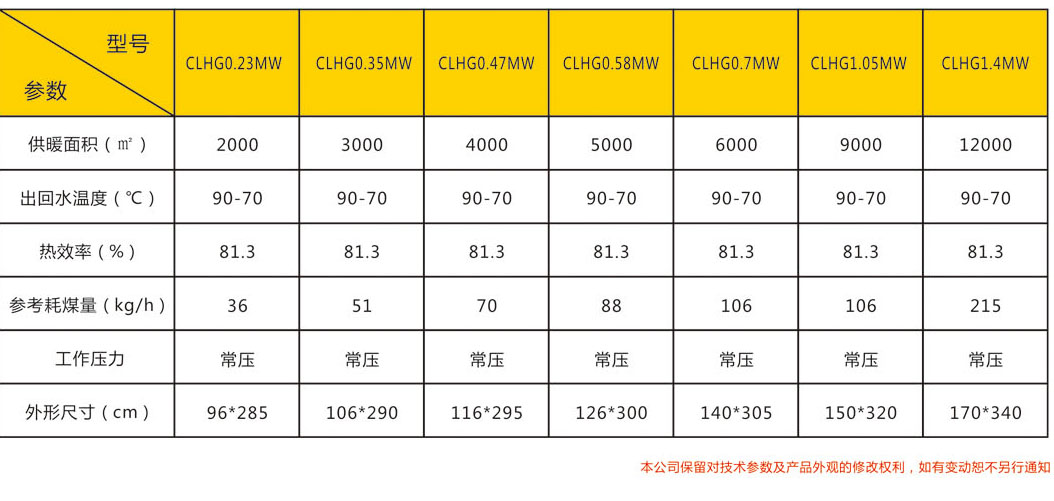 型号
参数 CLHG0.23MW CLHG0.35MW CLHG0.47MW CLHG0.58MW CLHG0.7MW CLHG1.05MW CLHG1.4MW
供暖面积(㎡) 2000 3000 4000 5000 6000 9000 12000
出回水温度(℃) 90-70 90-70 90-70 90-70 90-70 90-70 90-70
热效率(%) 81.3 81.3 81.3 81.3 81.3 81.3 81.3
参考耗煤量(kg/h) 36 51 70 88 106 106 215
工作压力 常压 常压 常压 常压 常压 常压 常压
外形尺寸(cm) 96*285 106*290 116*295 126*300 140*305 150*320 170*340
本公司保留对技术参数及产品外观的修改权利，如有变动恕不另行通知